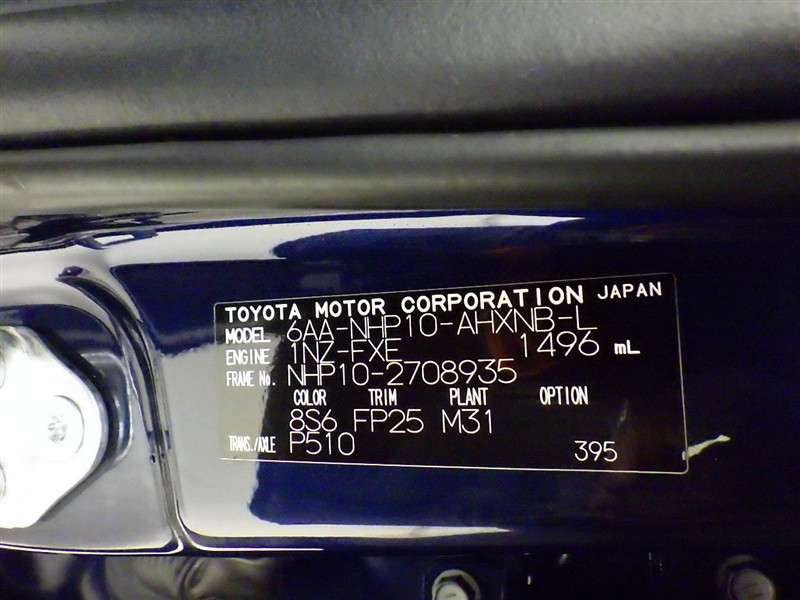 TOYOTA MOTOR CORPORATION JAPAN
MODEL 6AA-NHP10-AHXNB-L
ENGINE 1NZ-FXE 1496 mL
FRAME No. NHP10-2708935
COLOR TRIM PLANT OPTION
8S6 FP25 M31
TRANS./AXLE P510 395